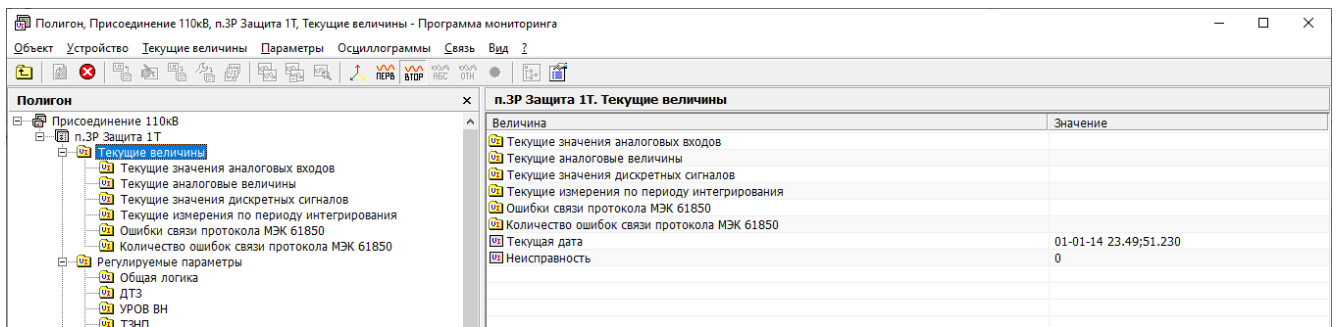 Полигон, Присоединение 110кВ, п.3Р Защита 1Т, Текущие величины - Программа мониторинга
Объект Устройство Текущие величины Параметры Осциллограммы Связь Вид ?
ПЕРВ ВТОР АБС ОТН
Полигон
Присоединение 110кВ
п.3Р Защита 1Т
Текущие величины
Текущие значения аналоговых входов
Текущие аналоговые величины
Текущие значения дискретных сигналов
Текущие измерения по периоду интегрирования
Ошибки связи протокола МЭК 61850
Количество ошибок связи протокола МЭК 61850
Регулируемые параметры
Общая логика
ДТЗ
УРОВ ВН
ТЗНП
п.3Р Защита 1Т. Текущие величины
Величина Значение
Текущие значения аналоговых входов
Текущие аналоговые величины
Текущие значения дискретных сигналов
Текущие измерения по периоду интегрирования
Ошибки связи протокола МЭК 61850
Количество ошибок связи протокола МЭК 61850
Текущая дата 01-01-14 23.49;51.230
Неисправность 0